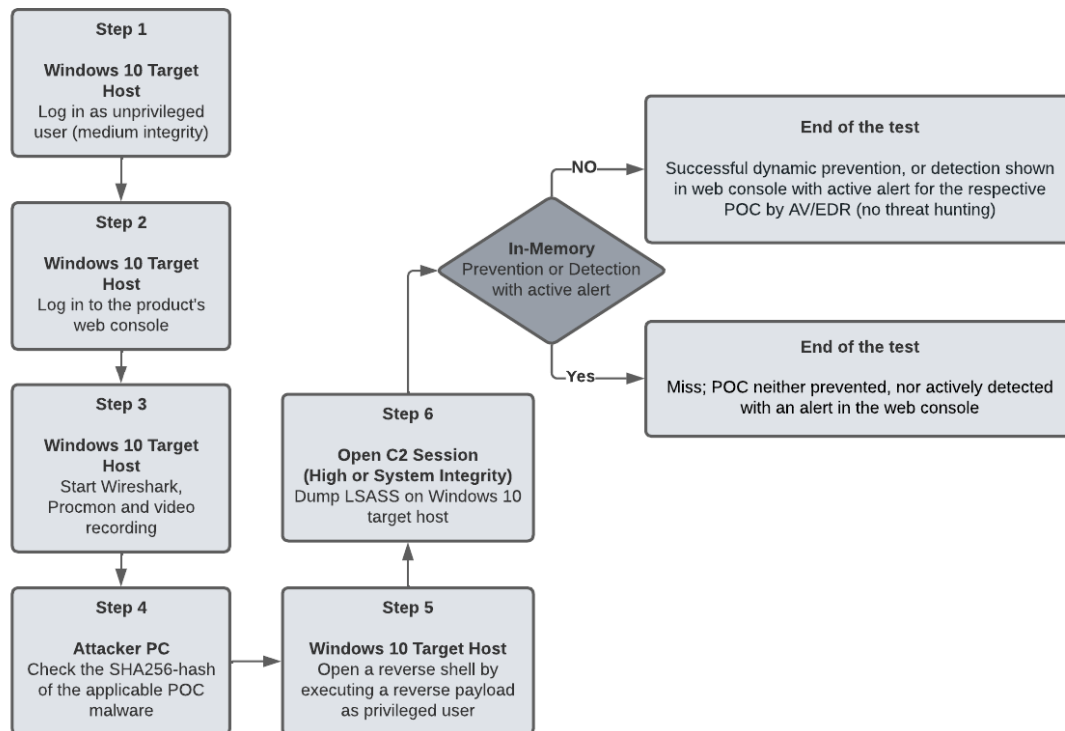 Step 1
Windows 10 Target
Host
Log in as unprivileged
user (medium integrity)
Step 2
Windows 10 Target
Host
Log in to the product's
web console
Step 3
Windows 10 Target
Host
Start Wireshark,
Procmon and video
recording
Step 4
Attacker PC
Check the SHA256-hash
of the applicable POC
malware
Step 5
Windows 10 Target Host
Open a reverse shell by
executing a reverse payload
as privileged user
Step 6
Open C2 Session
(High or System Integrity)
Dump LSASS on Windows 10
target host
In-Memory
Prevention or Detection
with active alert
NO
End of the test
Successful dynamic prevention, or detection shown
in web console with active alert for the respective
POC by AV/EDR (no threat hunting)
Yes
End of the test
Miss; POC neither prevented, nor actively detected
with an alert in the web console